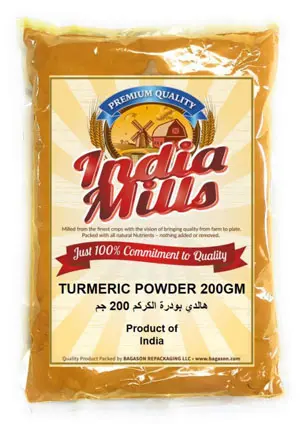 PREMIUM QUALITY
India
Mills
Milled from the finest crops with the vision of bringing quality from farm to plate.
Packed with all natural Nutrients – nothing added or removed.
Just 100% Commitment to Quality
TURMERIC POWDER 200GM
هالدي بودرة الكركم 200 جم
Product of
India
Quality Product Packed by BAGASON REPACKAGING LLC • www.bagason.com